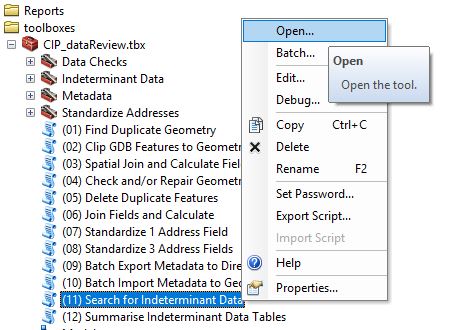 Reports
toolboxes
CIP_dataReview.tbx
Data Checks
Indeterminant Data
Metadata
Standardize Addresses
(01) Find Duplicate Geometry
(02) Clip GDB Features to Geometr
(03) Spatial Join and Calculate Field
(04) Check and/or Repair Geometr
(05) Delete Duplicate Features
(06) Join Fields and Calculate
(07) Standardize 1 Address Field
(08) Standardize 3 Address Fields
(09) Batch Export Metadata to Dire
(10) Batch Import Metadata to Ge
(11) Search for Indeterminant Data
(12) Summarise Indeterminant Data Tables
Open...
Batch...
Edit...
Debug...
Copy Ctrl+C
Delete
Rename F2
Set Password...
Export Script...
Import Script...
Help
Properties...
Open
Open the tool.